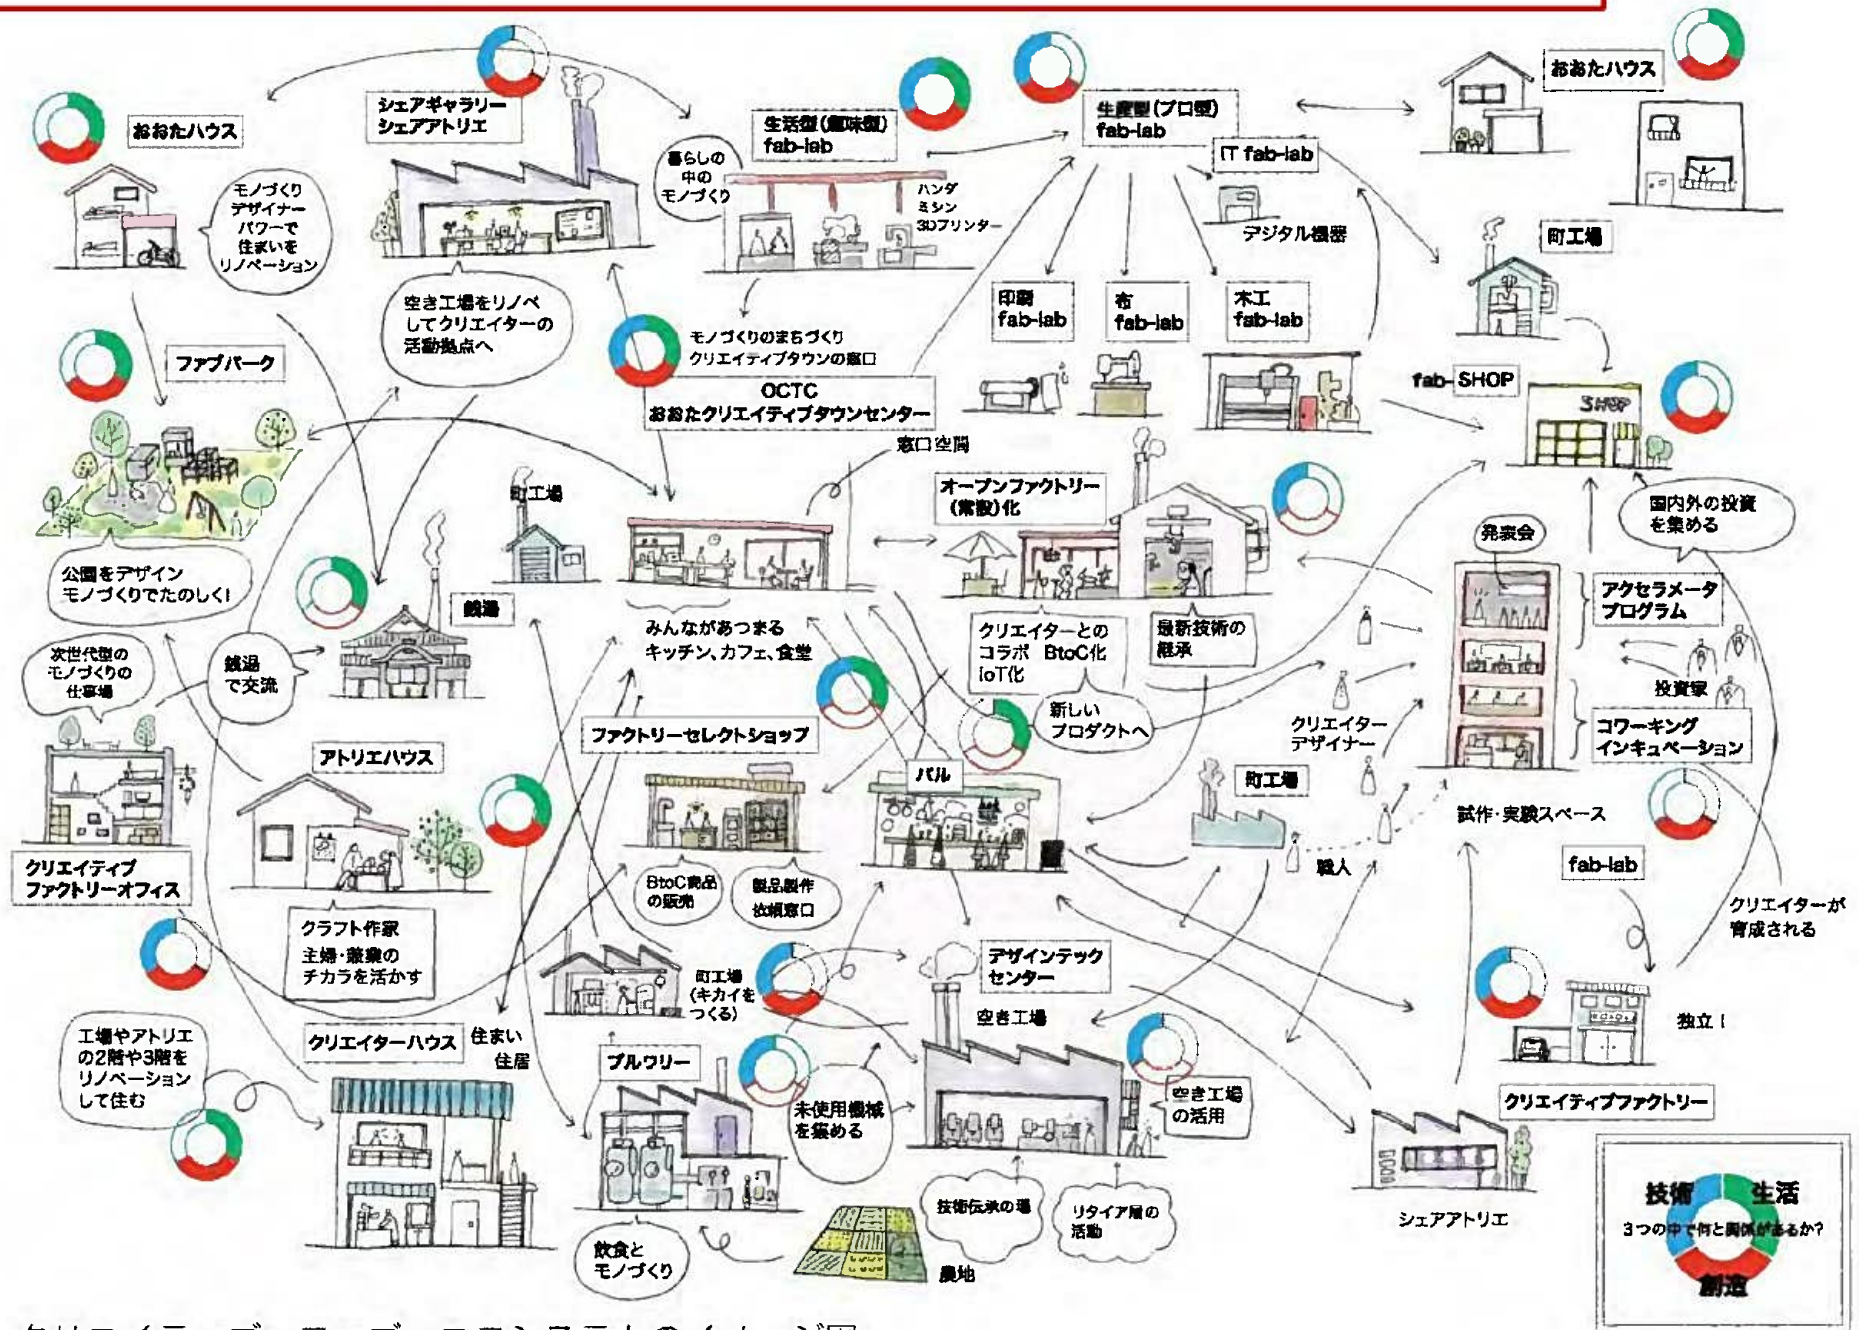 おおたハウス
モノづくり
デザイナー
パワーで
住まいを
リノベーション
シェアギャラリー
シェアアトリエ
空き工場をリノベ
してクリエイターの
活動拠点へ
暮らしの
中の
モノづくり
生活型(趣味型)
fab-lab
ハンダ
ミシン
3Dプリンター
生産型(プロ型)
fab-lab
IT fab-lab
デジタル機器
おおたハウス
町工場
印刷
fab-lab
布
fab-lab
木工
fab-lab
fab-SHOP
SHOP
モノづくりのまちづくり
クリエイティブタウンの窓口
OCTC
おおたクリエイティブタウンセンター
窓口空間
ファブパーク
公園をデザイン
モノづくりでたのしく!
町工場
銭湯
銭湯
で交流
次世代型の
モノづくりの
仕事場
みんながあつまる
キッチン、カフェ、食堂
オープンファクトリー
(常設)化
クリエイターとの
コラボ BtoC化
IoT化
最新技術の
継承
新しい
プロダクトへ
国内外の投資
を集める
発表会
アクセラメータ
プログラム
投資家
コワーキング
インキュベーション
クリエイター
デザイナー
試作・実験スペース
町工場
職人
fab-lab
クリエイターが
育成される
独立!
クリエイティブ
ファクトリーオフィス
アトリエハウス
クラフト作家
主婦・兼業の
チカラを活かす
ファクトリーセレクトショップ
BtoC商品
の販売
製品製作
依頼窓口
バル
町工場
(キカイを
つくる)
デザインテック
センター
空き工場
空き工場
の活用
未使用機械
を集める
技術伝承の場
リタイア層の
活動
工場やアトリエ
の2階や3階を
リノベーション
して住む
クリエイターハウス
住まい
住居
ブルワリー
飲食と
モノづくり
農地
クリエイティブファクトリー
シェアアトリエ
技術
生活
3つの中で何と関係があるか?
創造